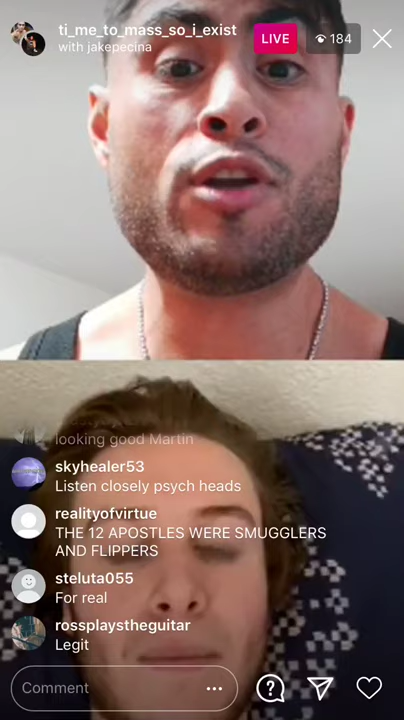 ti_me_to_mass_so_i_exist
LIVE
184
with jakepecina
looking good Martin
skyhealer53
Listen closely psych heads
realityofvirtue
THE 12 APOSTLES WERE SMUGGLERS
AND FLIPPERS
steluta055
For real
rossplaystheguitar
Legit
Comment